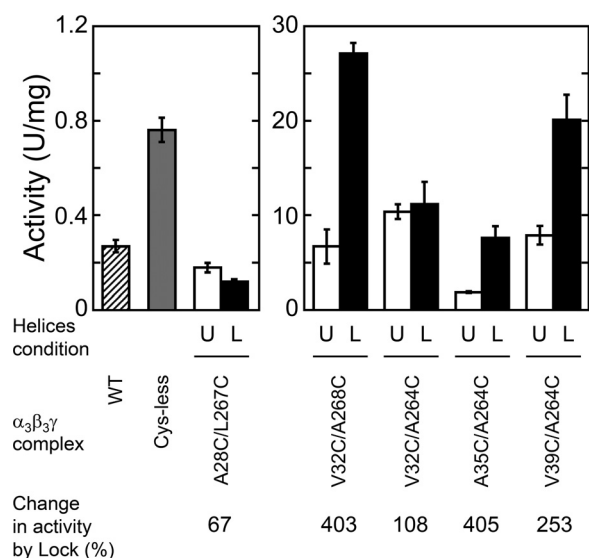 1.2
0.8
0.4
0
30
20
10
0
Activity (U/mg)
Helices
condition
U L U L U L U L U L
α₃β₃γ
complex
WT
Cys-less
A28C/L267C
V32C/A268C
V32C/A264C
A35C/A264C
V39C/A264C
Change
in activity
by Lock (%)
67 403 108 405 253